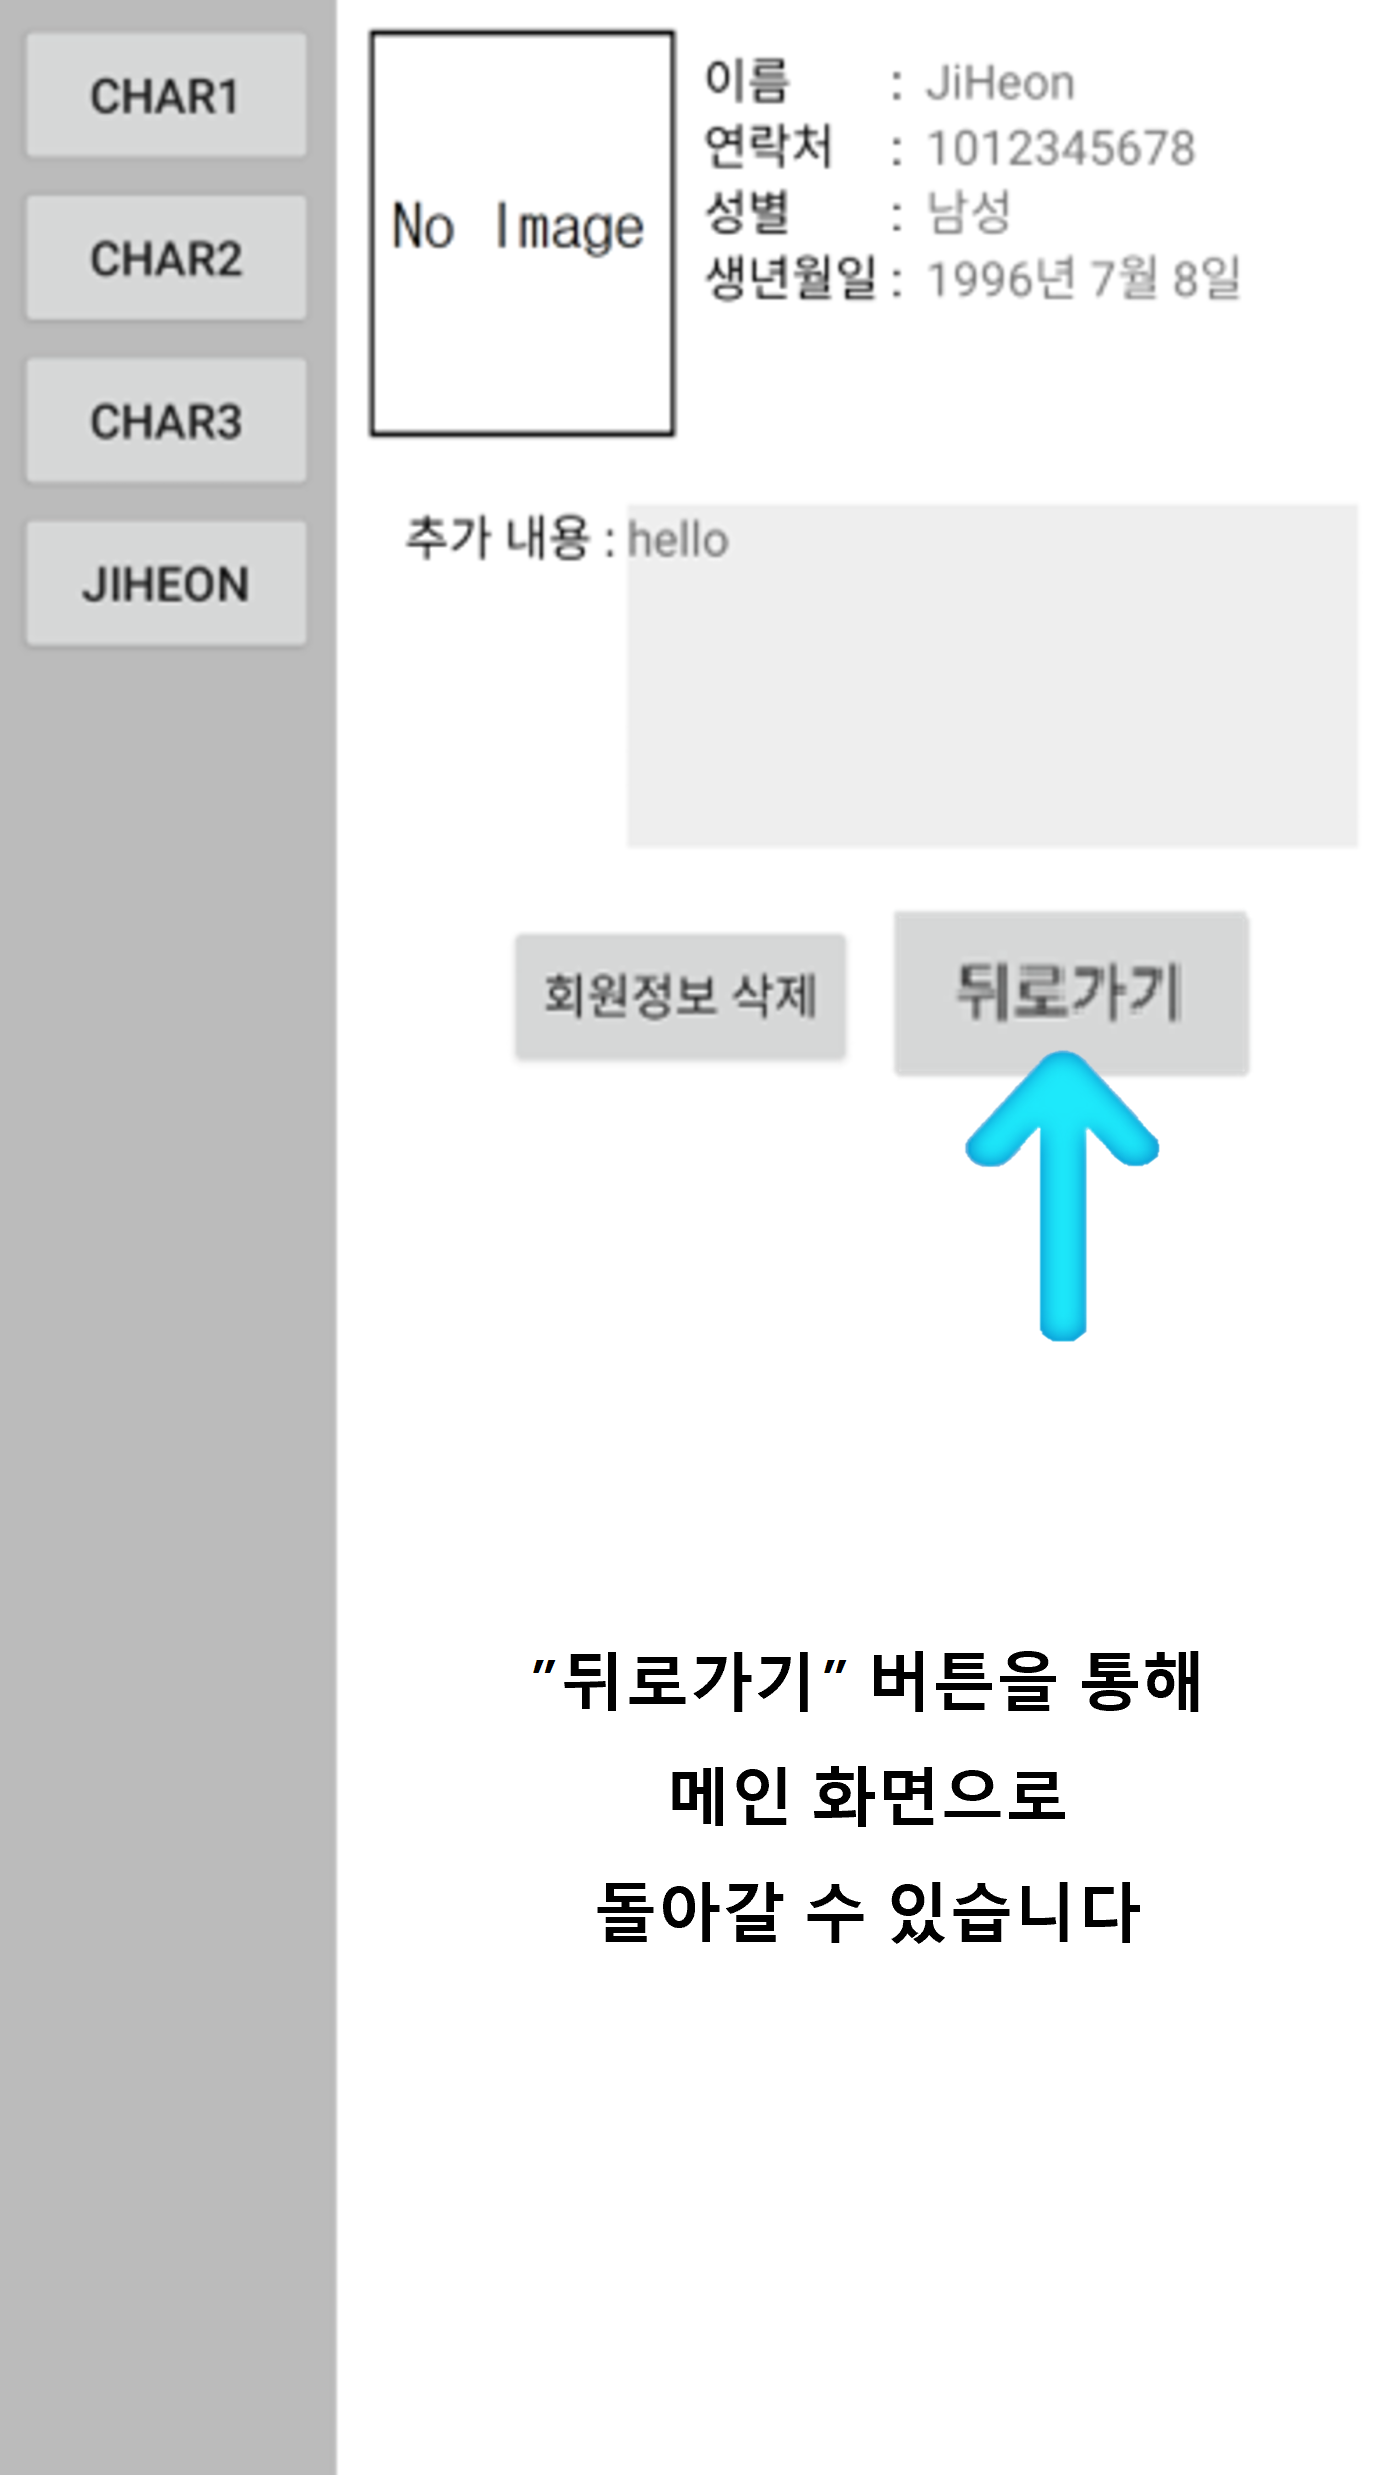 CHAR1
CHAR2
CHAR3
JIHEON
No Image
이름 : JiHeon
연락처 : 1012345678
성별 : 남성
생년월일 : 1996년 7월 8일
추가 내용 : hello
회원정보 삭제
뒤로가기
"뒤로가기" 버튼을 통해
메인 화면으로
돌아갈 수 있습니다